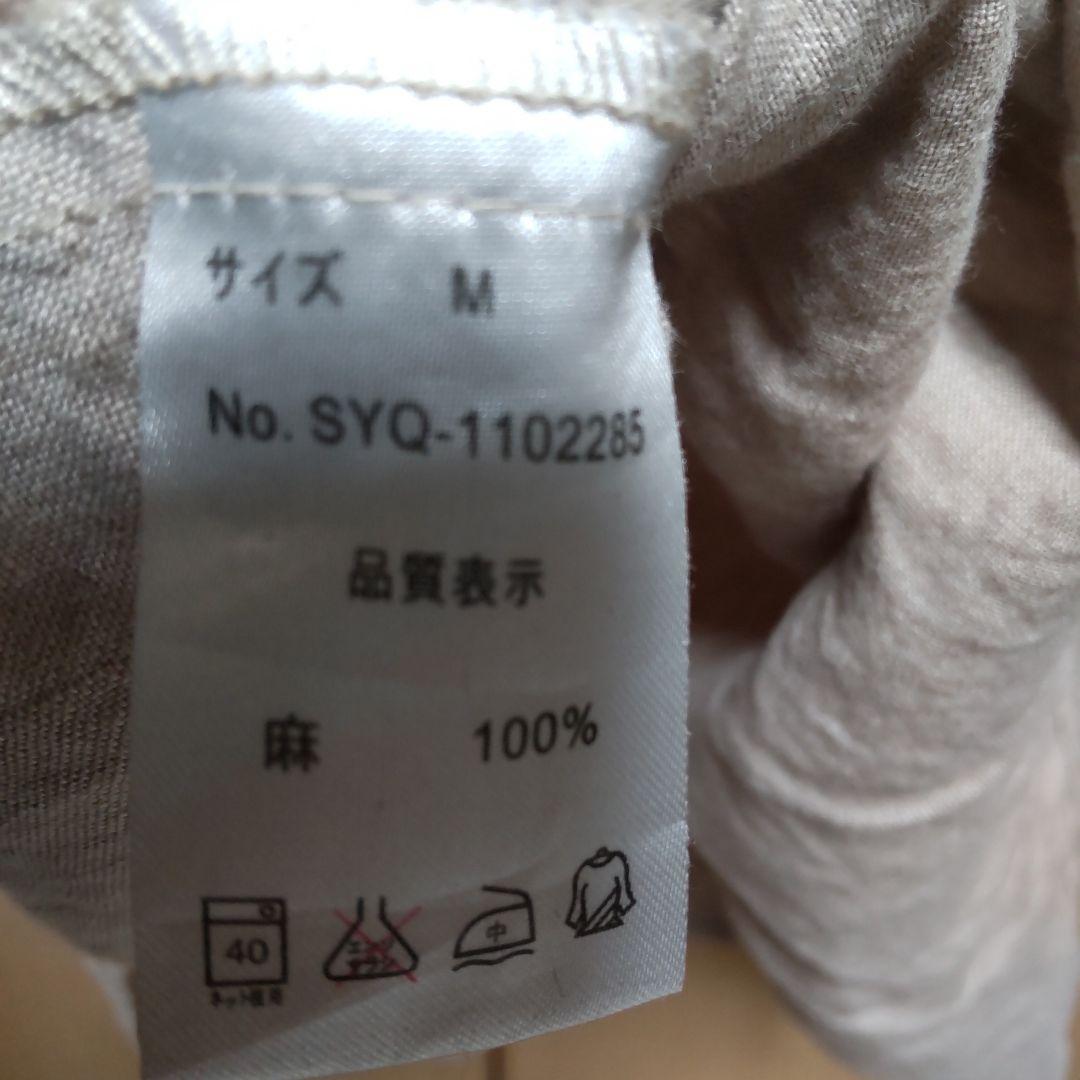 サイズ M
No. SYQ-1102285
品質表示
麻 100%
40 中
ネット使用